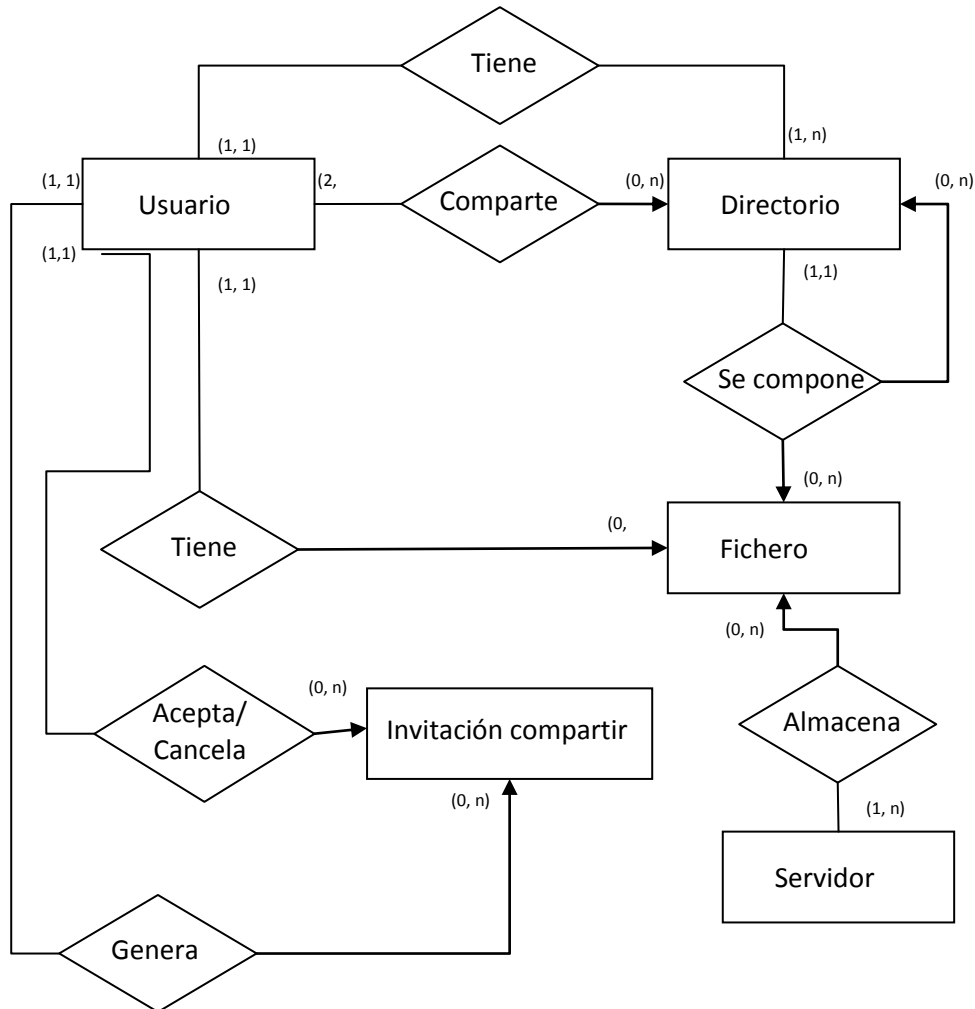 Tiene
(1, 1)
(1, n)
(1, 1)
Usuario
(2,
Comparte
(0, n)
Directorio
(0, n)
(1,1)
(1, 1)
(1,1)
Se compone
(0, n)
Tiene
(0,
Fichero
(0, n)
Acepta/
Cancela
(0, n)
Invitación compartir
Almacena
(0, n)
(1, n)
Servidor
Genera